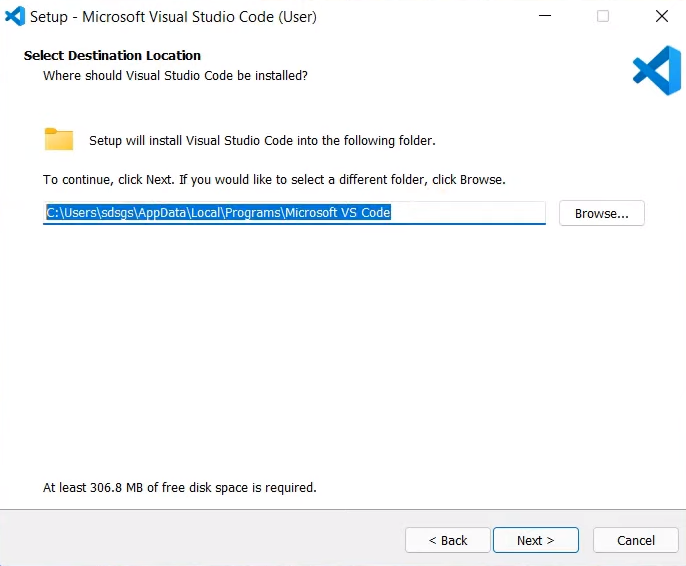 Setup - Microsoft Visual Studio Code (User)
Select Destination Location
Where should Visual Studio Code be installed?
Setup will install Visual Studio Code into the following folder.
To continue, click Next. If you would like to select a different folder, click Browse.
C:\Users\sdsgs\AppData\Local\Programs\Microsoft VS Code
Browse...
At least 306.8 MB of free disk space is required.
< Back
Next >
Cancel